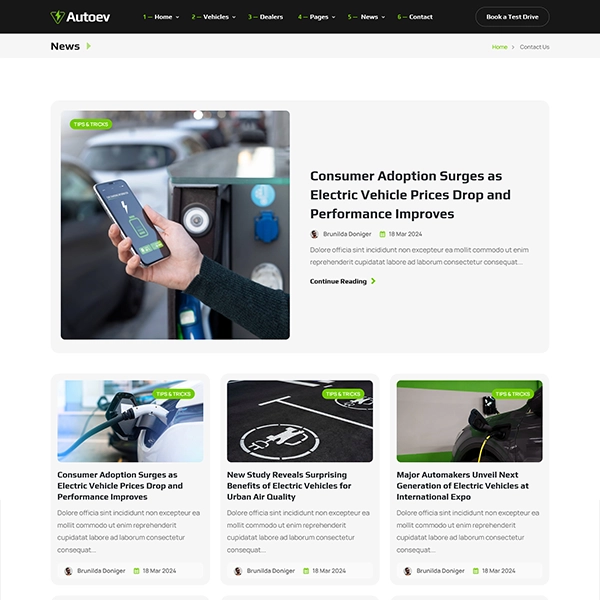 Autoev
1 — Home
2 — Vehicles
3 — Dealers
4 — Pages
5 — News
6 — Contact
Book a Test Drive
News
Home
Contact Us
TIPS & TRICKS
Consumer Adoption Surges as
Electric Vehicle Prices Drop and
Performance Improves
Brunilda Doniger
18 Mar 2024
Dolore officia sint incididunt non excepteur ea mollit commodo ut enim
reprehenderit cupidatat labore ad laborum consectetur consequat...
Continue Reading
TIPS & TRICKS
Consumer Adoption Surges as
Electric Vehicle Prices Drop and
Performance Improves
Dolore officia sint incididunt non excepteur ea
mollit commodo ut enim reprehenderit
cupidatat labore ad laborum consectetur
consequat...
Brunilda Doniger
18 Mar 2024
TIPS & TRICKS
New Study Reveals Surprising
Benefits of Electric Vehicles for
Urban Air Quality
Dolore officia sint incididunt non excepteur ea
mollit commodo ut enim reprehenderit
cupidatat labore ad laborum consectetur
consequat...
Brunilda Doniger
18 Mar 2024
TIPS & TRICKS
Major Automakers Unveil Next
Generation of Electric Vehicles at
International Expo
Dolore officia sint incididunt non excepteur ea
mollit commodo ut enim reprehenderit
cupidatat labore ad laborum consectetur
consequat...
Brunilda Doniger
18 Mar 2024